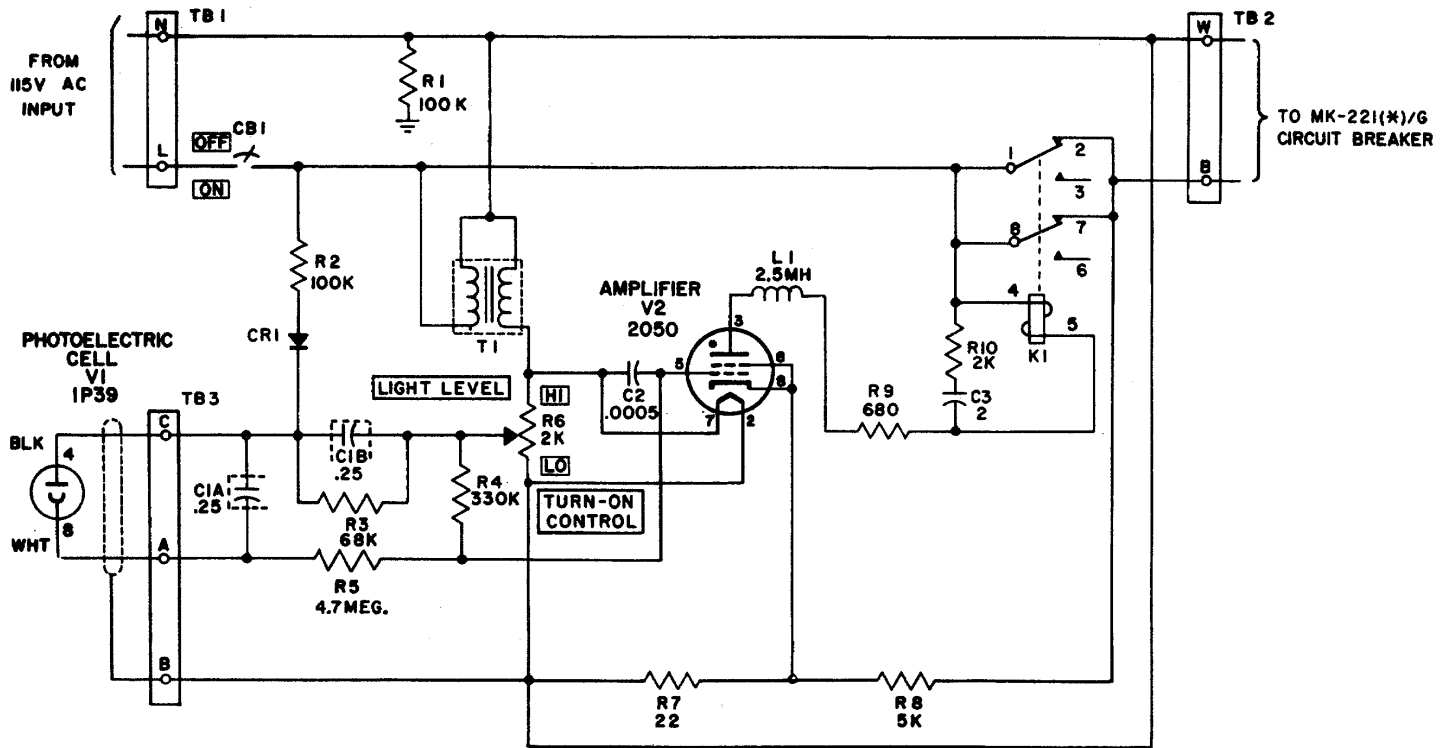 TB1
TB2
N
W
FROM
115V AC
INPUT
R1
100K
TO MK-221(*)/G
CIRCUIT BREAKER
CB1
OFF
L
ON
1
2
3
B
8
7
6
R2
100K
L1
2.5MH
AMPLIFIER
V2
2050
3
4
5
K1
T1
CR1
R10
2K
PHOTOELECTRIC
CELL
V1
1P39
LIGHT LEVEL
HI
C2
.0005
5
6
8
7
2
R9
680
C3
2
TB3
C
R6
2K
LO
BLK
4
C1B
.25
R4
330K
C1A
.25
TURN-ON
CONTROL
R3
68K
8
WHT
A
R5
4.7MEG.
B
R7
22
R8
5K